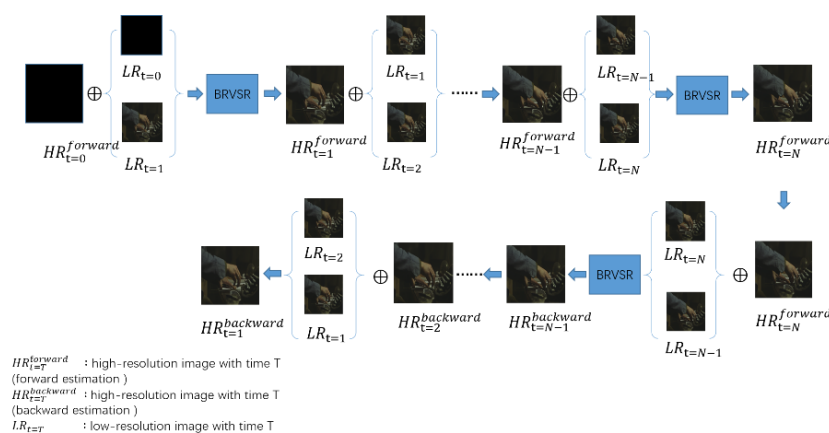 LR_{t=0}
BRVSR
HR_{t=0}^{forward}
LR_{t=1}
HR_{t=1}^{forward}
LR_{t=1}
LR_{t=2}
······
HR_{t=N−1}^{forward}
LR_{t=N−1}
LR_{t=N}
BRVSR
HR_{t=N}^{forward}
HR_{t=1}^{backward}
LR_{t=2}
LR_{t=1}
HR_{t=2}^{backward}
······
HR_{t=N−1}^{backward}
BRVSR
LR_{t=N}
LR_{t=N−1}
HR_{t=N}^{forward}
HR_{t=T}^{forward} : high-resolution image with time T
(forward estimation )
HR_{t=T}^{backward} : high-resolution image with time T
(backward estimation )
LR_{t=T} : low-resolution image with time T